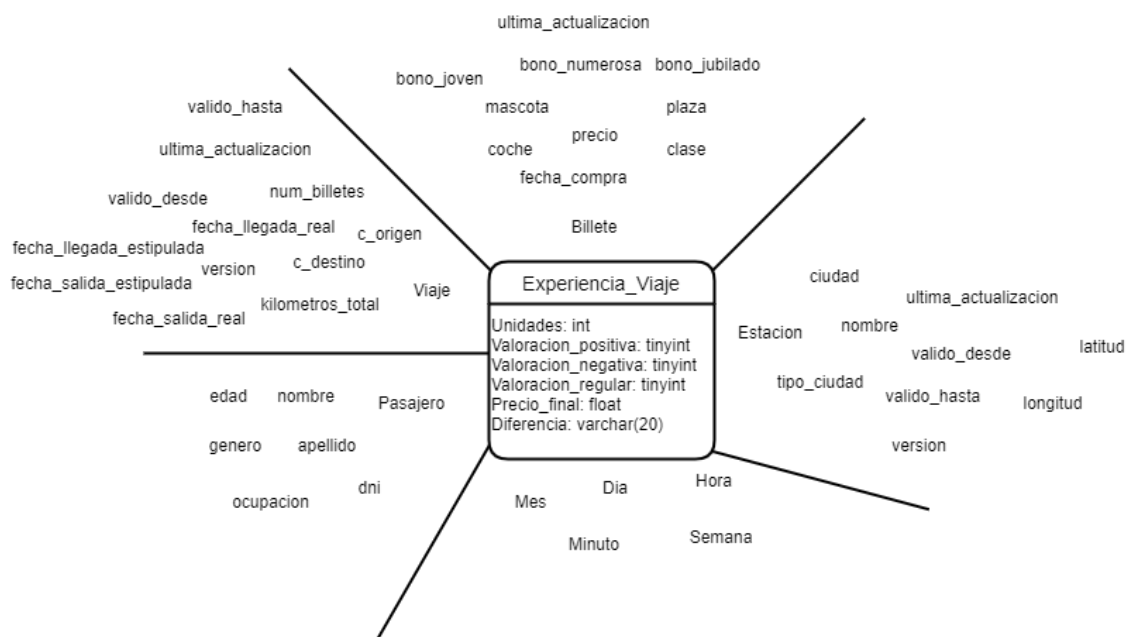 ultima_actualizacion
bono_numerosa bono_jubilado
bono_joven
mascota plaza
precio
coche clase
fecha_compra
Billete
valido_hasta
ultima_actualizacion
valido_desde num_billetes
fecha_llegada_real c_origen
fecha_llegada_estipulada
version c_destino
fecha_salida_estipulada
kilometros_total Viaje
fecha_salida_real
Experiencia_Viaje
Unidades: int
Valoracion_positiva: tinyint
Valoracion_negativa: tinyint
Valoracion_regular: tinyint
Precio_final: float
Diferencia: varchar(20)
ciudad
ultima_actualizacion
Estacion nombre
valido_desde latitud
tipo_ciudad
valido_hasta longitud
version
edad nombre Pasajero
genero apellido
ocupacion dni
Mes Dia Hora
Minuto Semana